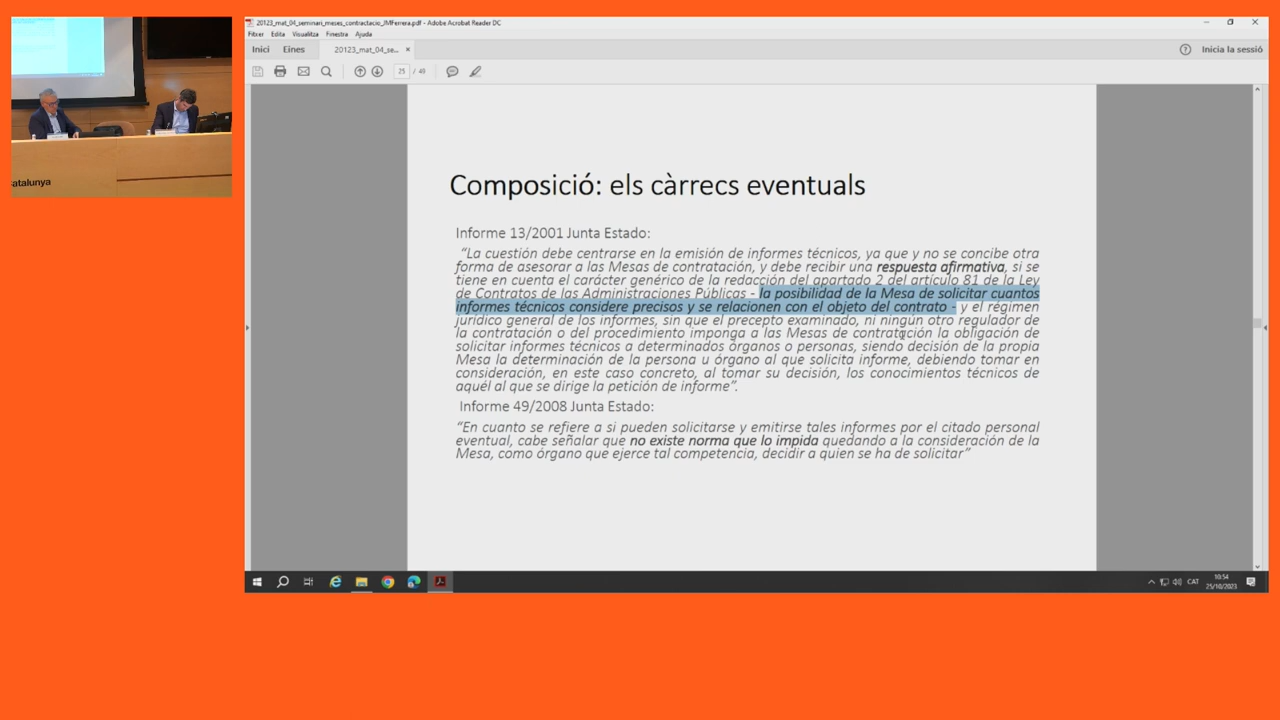 20123_mat_04_seminari_meses_contractacio_JMFerrera.pdf - Adobe Acrobat Reader DC
Fitxer Edita Visualitza Finestra Ajuda
Inici Eines 20123_mat_04_se... × Inicia la sessió
25 / 49
atalunya
Composició: els càrrecs eventuals
Informe 13/2001 Junta Estado:
“La cuestión debe centrarse en la emisión de informes técnicos, ya que y no se concibe otra
forma de asesorar a las Mesas de contratación, y debe recibir una respuesta afirmativa, si se
tiene en cuenta el carácter genérico de la redacción del apartado 2 del artículo 81 de la Ley
de Contratos de las Administraciones Públicas - la posibilidad de la Mesa de solicitar cuantos
informes técnicos considere precisos y se relacionen con el objeto del contrato - y el régimen
jurídico general de los informes, sin que el precepto examinado, ni ningún otro regulador de
la contratación o del procedimiento imponga a las Mesas de contratación la obligación de
solicitar informes técnicos a determinados órganos o personas, siendo decisión de la propia
Mesa la determinación de la persona u órgano al que solicita informe, debiendo tomar en
consideración, en este caso concreto, al tomar su decisión, los conocimientos técnicos de
aquél al que se dirige la petición de informe”.
Informe 49/2008 Junta Estado:
“En cuanto se refiere a si pueden solicitarse y emitirse tales informes por el citado personal
eventual, cabe señalar que no existe norma que lo impida quedando a la consideración de la
Mesa, como órgano que ejerce tal competencia, decidir a quien se ha de solicitar”
CAT 10:54
25/10/2023